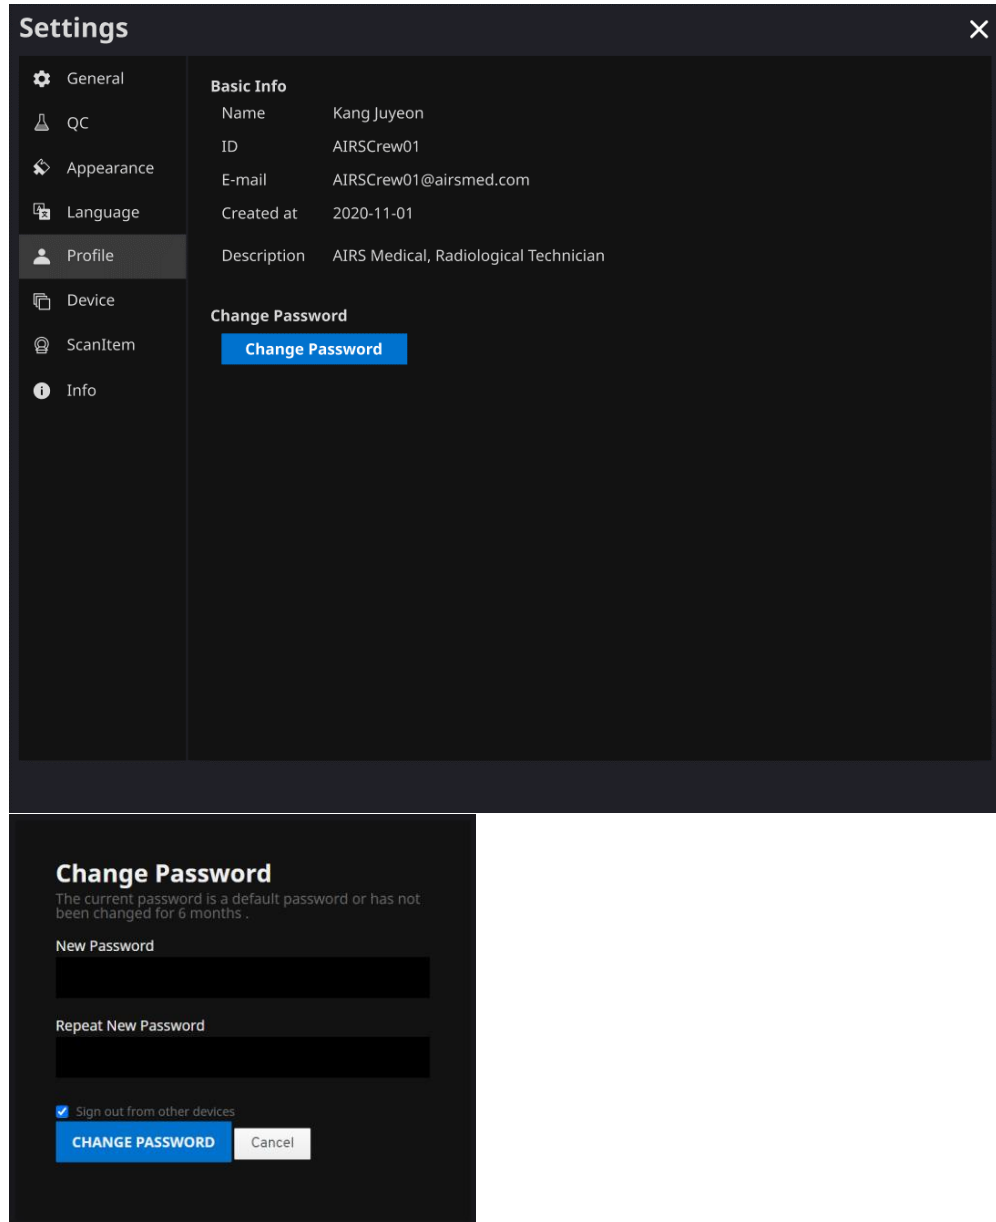 Settings
General
QC
Appearance
Language
Profile
Device
ScanItem
Info
Basic Info
Name Kang Juyeon
ID AIRSCrew01
E-mail AIRSCrew01@airsmed.com
Created at 2020-11-01
Description AIRS Medical, Radiological Technician
Change Password
Change Password
Change Password
The current password is a default password or has not
been changed for 6 months .
New Password
Repeat New Password
Sign out from other devices
CHANGE PASSWORD Cancel